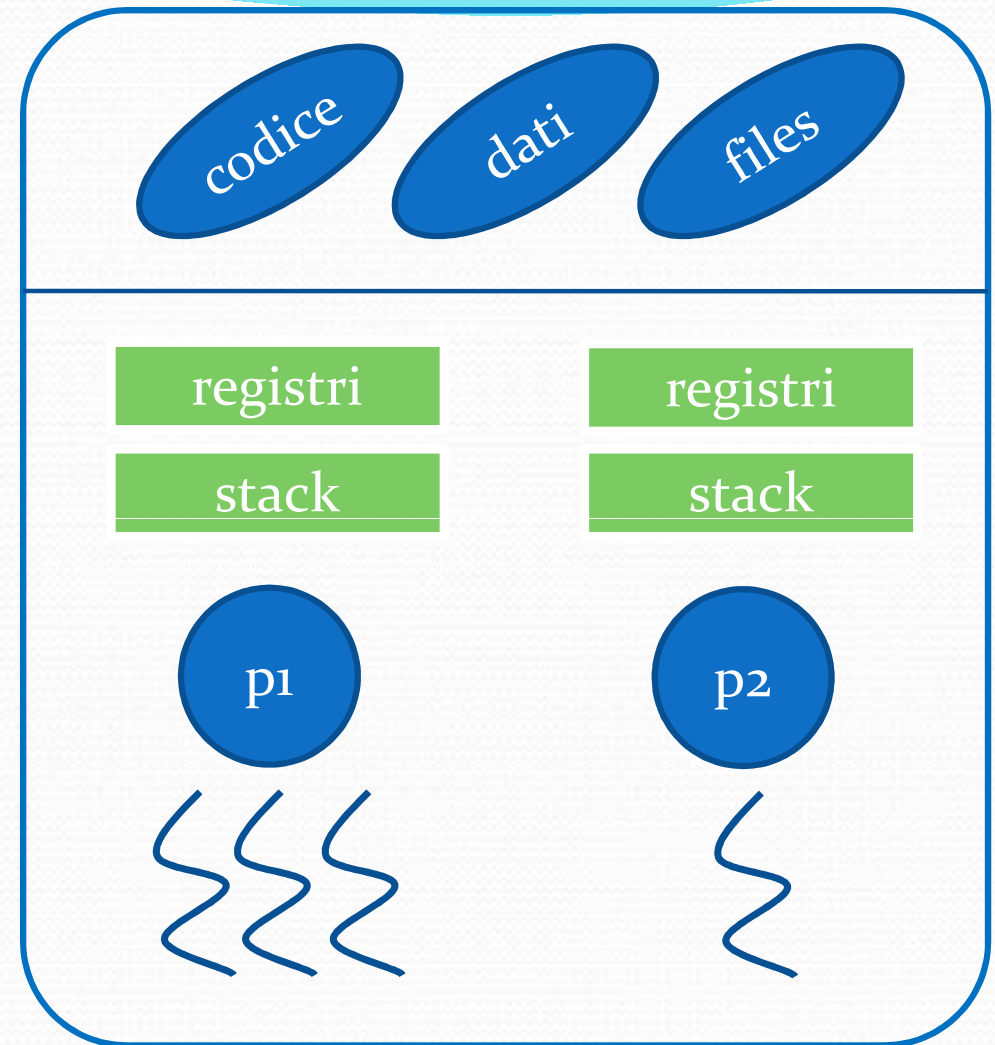 codice
dati
files
registri
registri
stack
stack
p1
p2